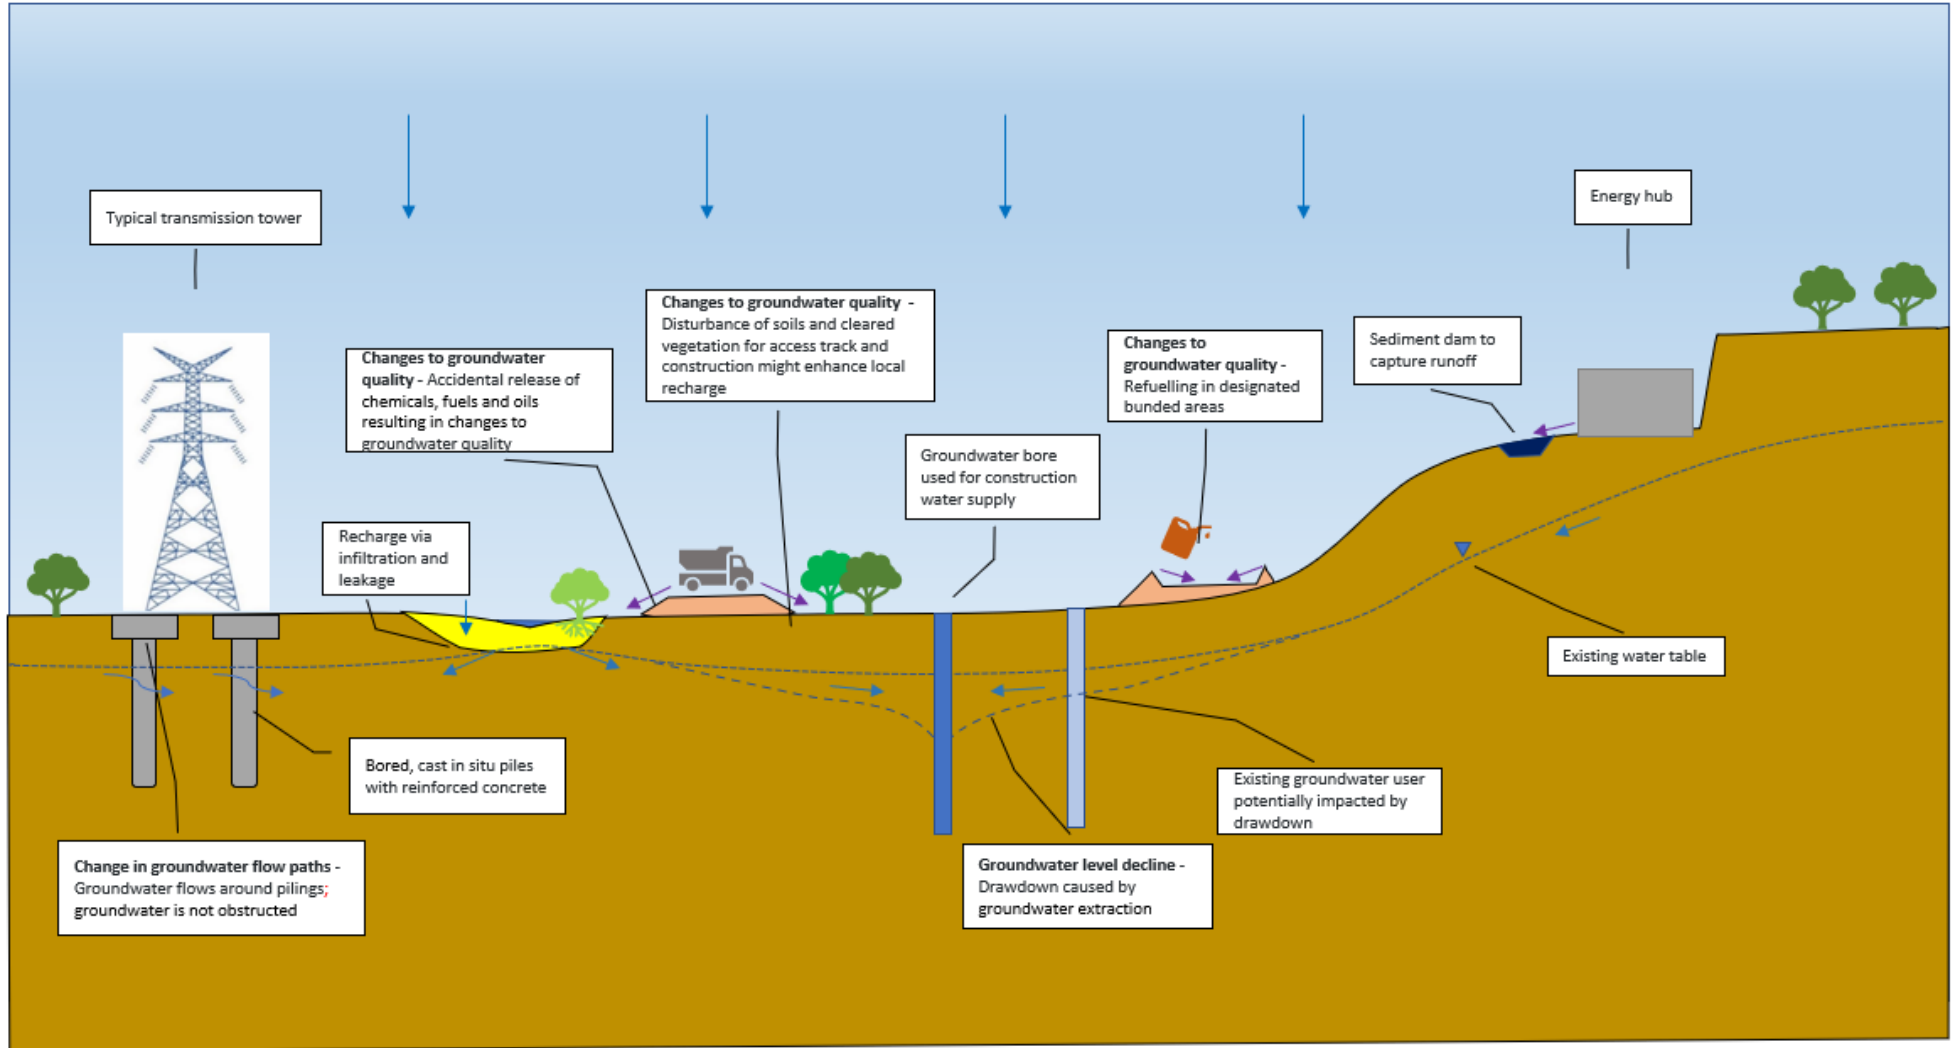 Typical transmission tower
Energy hub
Changes to groundwater quality -
Disturbance of soils and cleared
vegetation for access track and
construction might enhance local
recharge
Changes to groundwater
quality - Accidental release of
chemicals, fuels and oils
resulting in changes to
groundwater quality
Changes to
groundwater quality -
Refuelling in designated
bunded areas
Sediment dam to
capture runoff
Groundwater bore
used for construction
water supply
Recharge via
infiltration and
leakage
Existing water table
Bored, cast in situ piles
with reinforced concrete
Existing groundwater user
potentially impacted by
drawdown
Change in groundwater flow paths -
Groundwater flows around pilings;
groundwater is not obstructed
Groundwater level decline -
Drawdown caused by
groundwater extraction